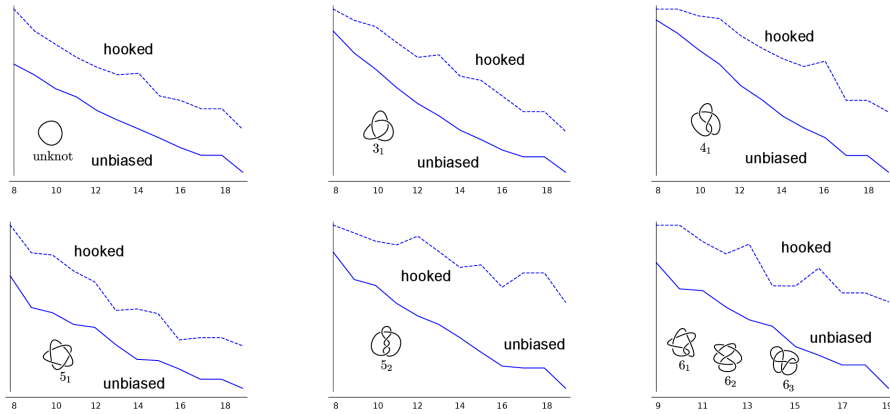 hooked
unknot
unbiased
8 10 12 14 16 18
hooked
3₁
unbiased
8 10 12 14 16 18
hooked
4₁
unbiased
8 10 12 14 16 18
hooked
5₁
unbiased
8 10 12 14 16 18
hooked
5₂
unbiased
8 10 12 14 16 18
hooked
unbiased
6₁ 6₂ 6₃
9 11 13 15 17 19